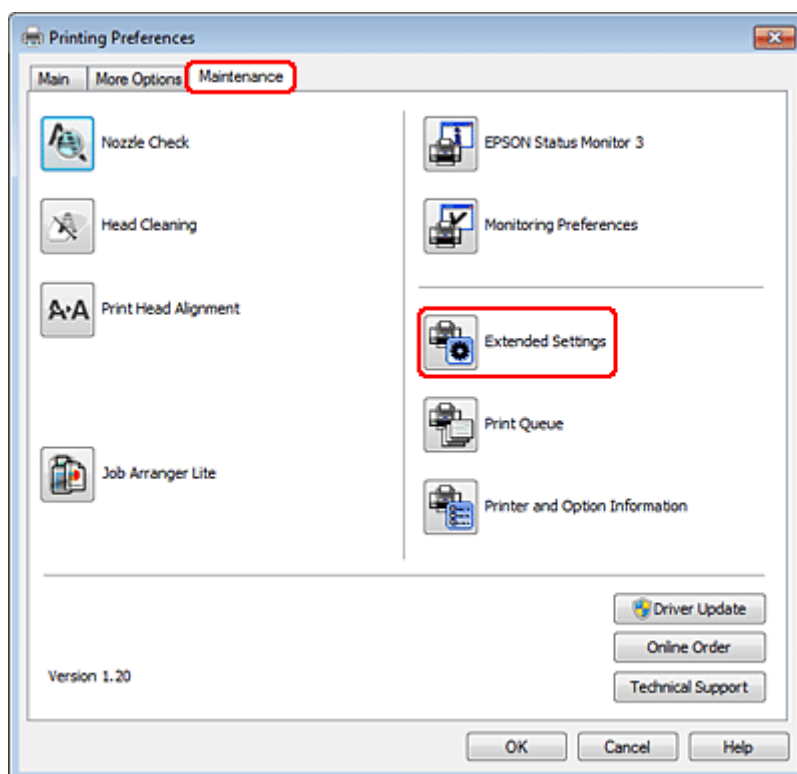 Printing Preferences
Main
More Options
Maintenance
Nozzle Check
Head Cleaning
A A Print Head Alignment
Job Arranger Lite
EPSON Status Monitor 3
Monitoring Preferences
Extended Settings
Print Queue
Printer and Option Information
Driver Update
Online Order
Technical Support
Version 1.20
OK
Cancel
Help